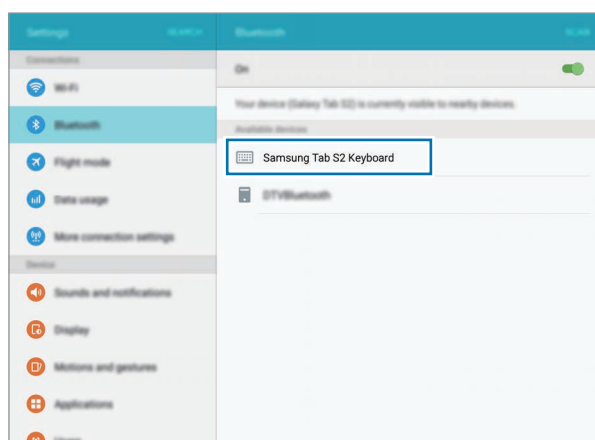 Settings
SEARCH
Bluetooth
SCAN
Connections
On
Wi-Fi
Your device (Galaxy Tab S2) is currently visible to nearby devices.
Bluetooth
Available devices
Samsung Tab S2 Keyboard
Flight mode
DTVBluetooth
Data usage
More connection settings
Device
Sounds and notifications
Display
Motions and gestures
Applications